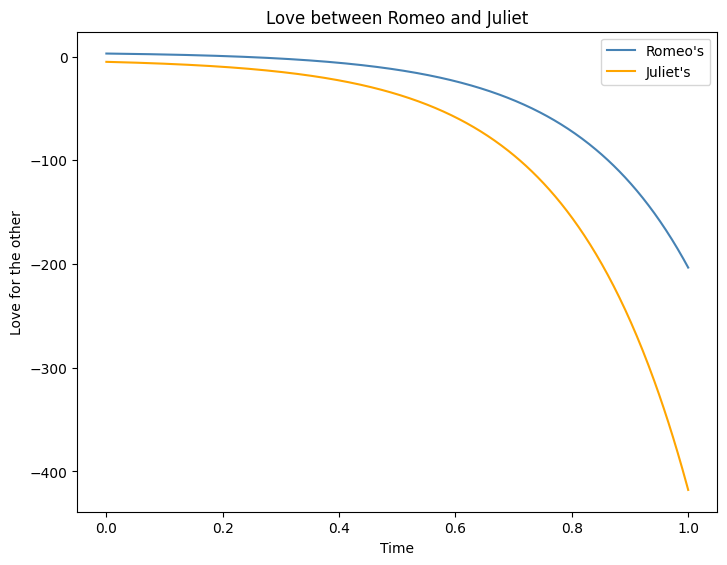 Love between Romeo and Juliet
Romeo's
Juliet's
Love for the other
0
−100
−200
−300
−400
0.0
0.2
0.4
0.6
0.8
1.0
Time